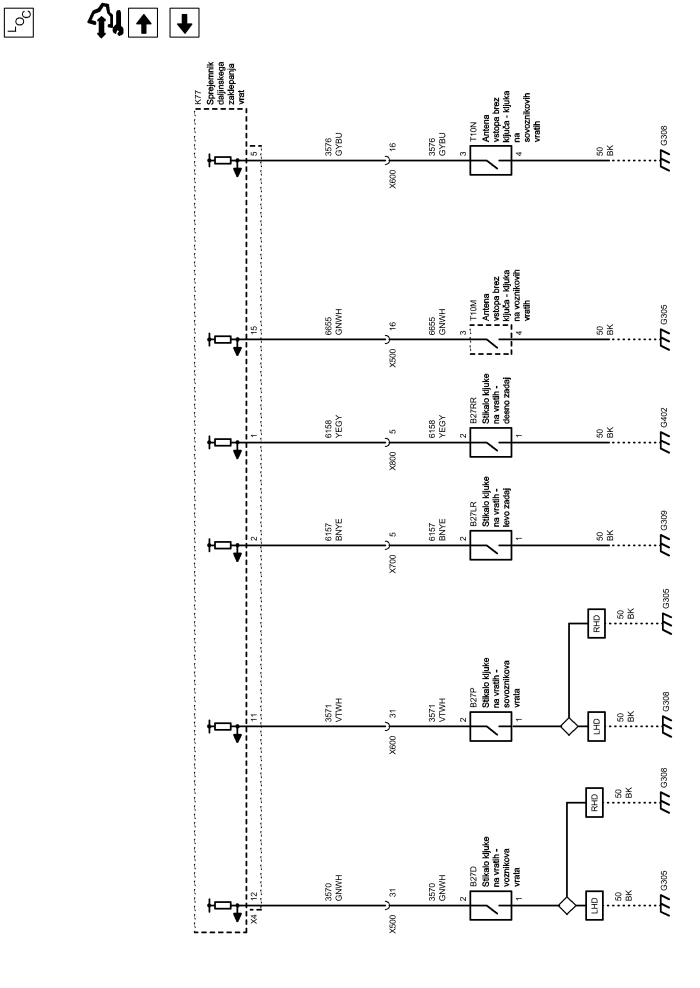 LOC
K77
Sprejemnik
daljinskega
zaklepanja
vrat
X4
12
3570
GNWH
31
X500
3570
GNWH
2
B27D
Stikalo kljuke
na vratih -
voznikova
vrata
1
LHD
50
BK
G305
RHD
50
BK
G308
11
3571
VTWH
31
X600
3571
VTWH
2
B27P
Stikalo kljuke
na vratih -
sovoznikova
vrata
1
LHD
50
BK
G308
RHD
50
BK
G305
2
6157
BNYE
5
X700
6157
BNYE
2
B27LR
Stikalo kljuke
na vratih -
levo zadaj
1
50
BK
G309
1
6158
YEGY
5
X800
6158
YEGY
2
B27RR
Stikalo kljuke
na vratih -
desno zadaj
1
50
BK
G402
15
6655
GNWH
16
X500
6655
GNWH
3
T10M
Antena
vstopa brez
ključa - kljuka
na voznikovih
vratih
4
50
BK
G305
5
3576
GYBU
16
X600
3576
GYBU
3
T10N
Antena
vstopa brez
ključa - kljuka
na
sovoznikovih
vratih
4
50
BK
G308